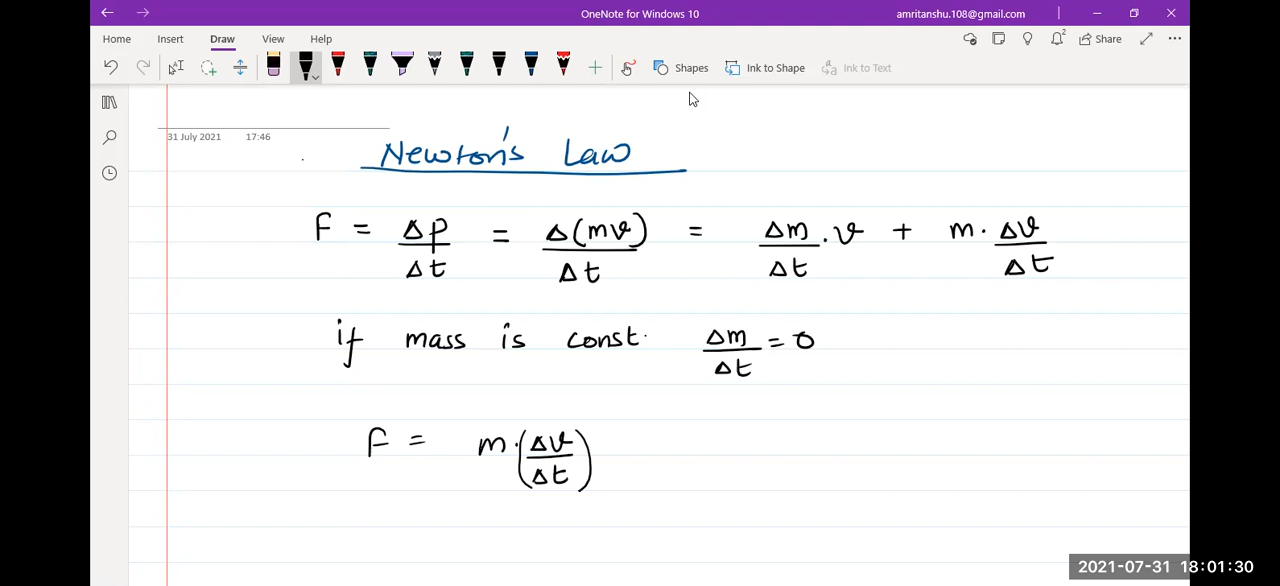 OneNote for Windows 10
amritanshu.108@gmail.com
Home Insert Draw View Help
Share
Shapes Ink to Shape Ink to Text
31 July 2021 17:46
Newton's Law
F = Δp/Δt = Δ(mv)/Δt = Δm/Δt . v + m . Δv/Δt
if mass is const. Δm/Δt = 0
F = m . (Δv/Δt)
2021-07-31 18:01:30